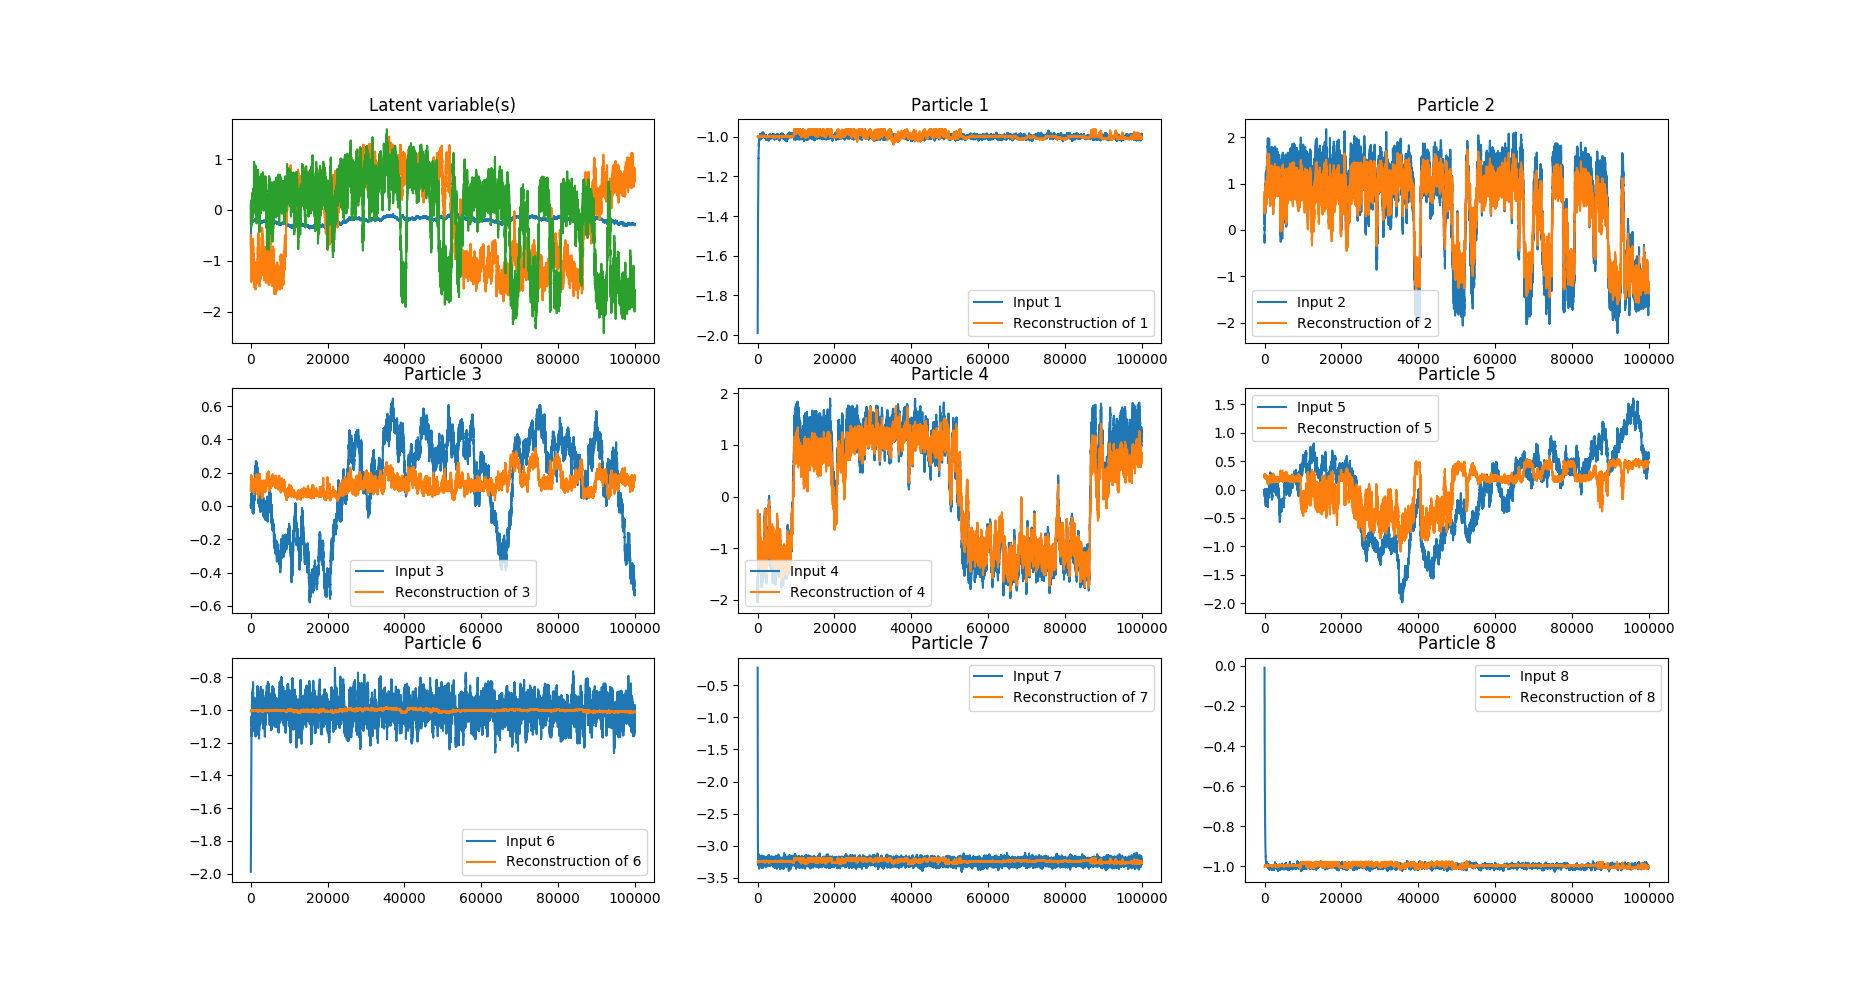 Latent variable(s)
1
0
−1
−2
0 20000 40000 60000 80000 100000
Particle 1
−1.0
−1.2
−1.4
−1.6
−1.8
−2.0
Input 1
Reconstruction of 1
0 20000 40000 60000 80000 100000
Particle 2
2
1
0
−1
−2
Input 2
Reconstruction of 2
0 20000 40000 60000 80000 100000
Particle 3
0.6
0.4
0.2
0.0
−0.2
−0.4
−0.6
Input 3
Reconstruction of 3
0 20000 40000 60000 80000 100000
Particle 4
2
1
0
−1
−2
Input 4
Reconstruction of 4
0 20000 40000 60000 80000 100000
Particle 5
Input 5
Reconstruction of 5
1.5
1.0
0.5
0.0
−0.5
−1.0
−1.5
−2.0
0 20000 40000 60000 80000 100000
Particle 6
−0.8
−1.0
−1.2
−1.4
−1.6
−1.8
−2.0
Input 6
Reconstruction of 6
0 20000 40000 60000 80000 100000
Particle 7
Input 7
Reconstruction of 7
−0.5
−1.0
−1.5
−2.0
−2.5
−3.0
−3.5
0 20000 40000 60000 80000 100000
Particle 8
Input 8
Reconstruction of 8
0.0
−0.2
−0.4
−0.6
−0.8
−1.0
0 20000 40000 60000 80000 100000